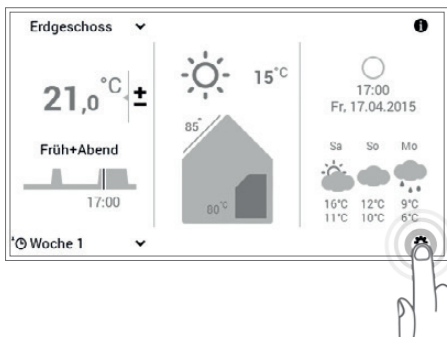 Erdgeschoss
i
21,0 °C ±
Früh+Abend
17:00
Woche 1
15°C
85°
80°C
17:00
Fr, 17.04.2015
Sa So Mo
16°C 12°C 9°C
11°C 10°C 6°C